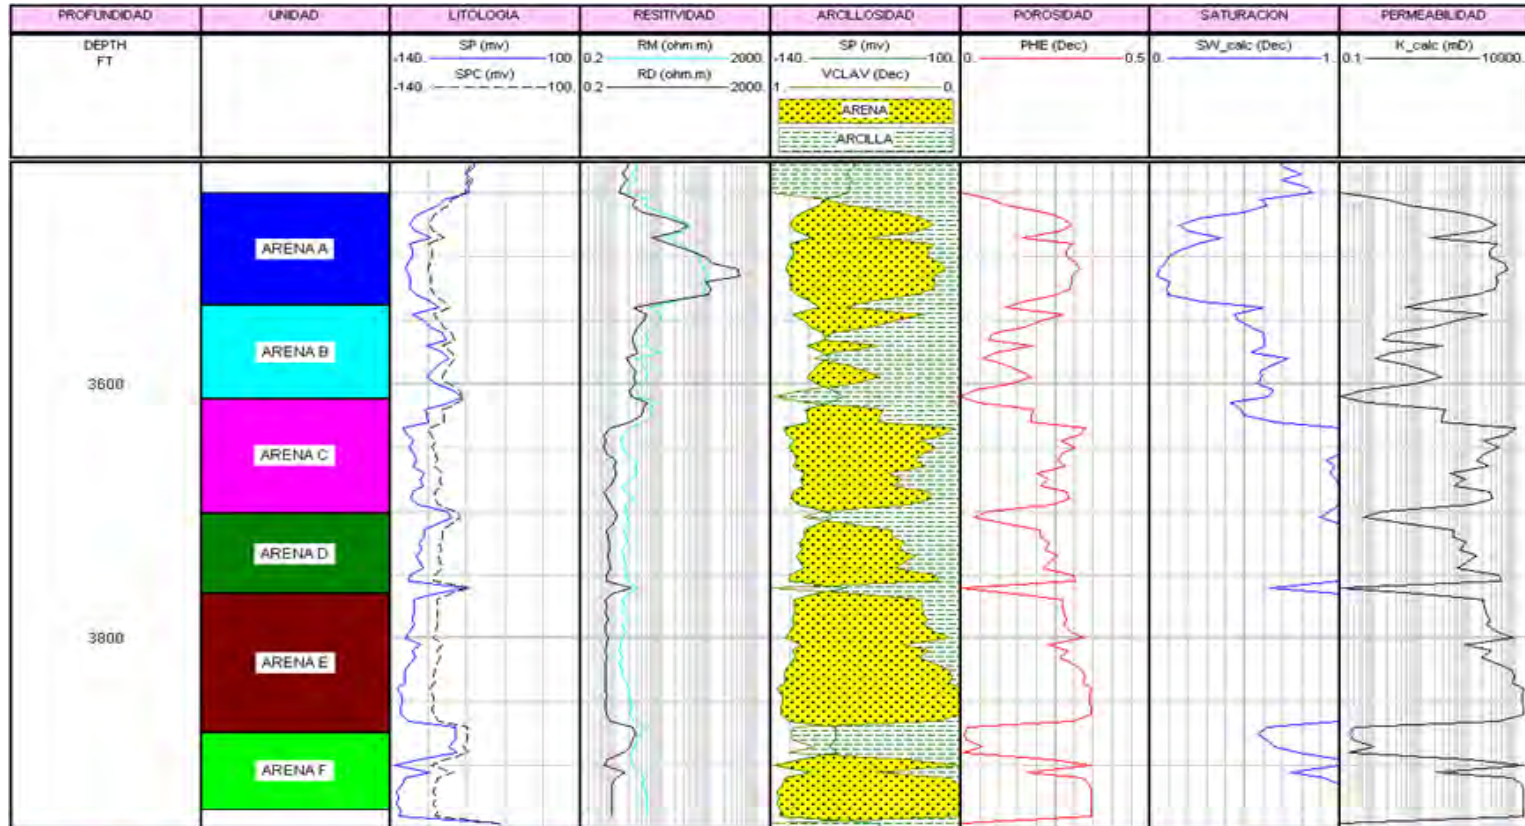 PROFUNDIDAD UNIDAD LITOLOGIA RESITIVIDAD ARCILLOSIDAD POROSIDAD SATURACION PERMEABILIDAD
DEPTH SP (mv) RM (ohm.m) SP (mv) PHIE (Dec) SW_calc (Dec) K_calc (mD)
FT -140. 100. 0.2 2000. -140. 100. 0. 0.5 0. 1. 0.1 10000.
SPC (mv) RD (ohm.m) VCLAV (Dec)
-140. 100. 0.2 2000. 1. 0.
ARENA
ARCILLA
ARENA A
ARENA B
3600
ARENA C
ARENA D
3800
ARENA E
ARENA F